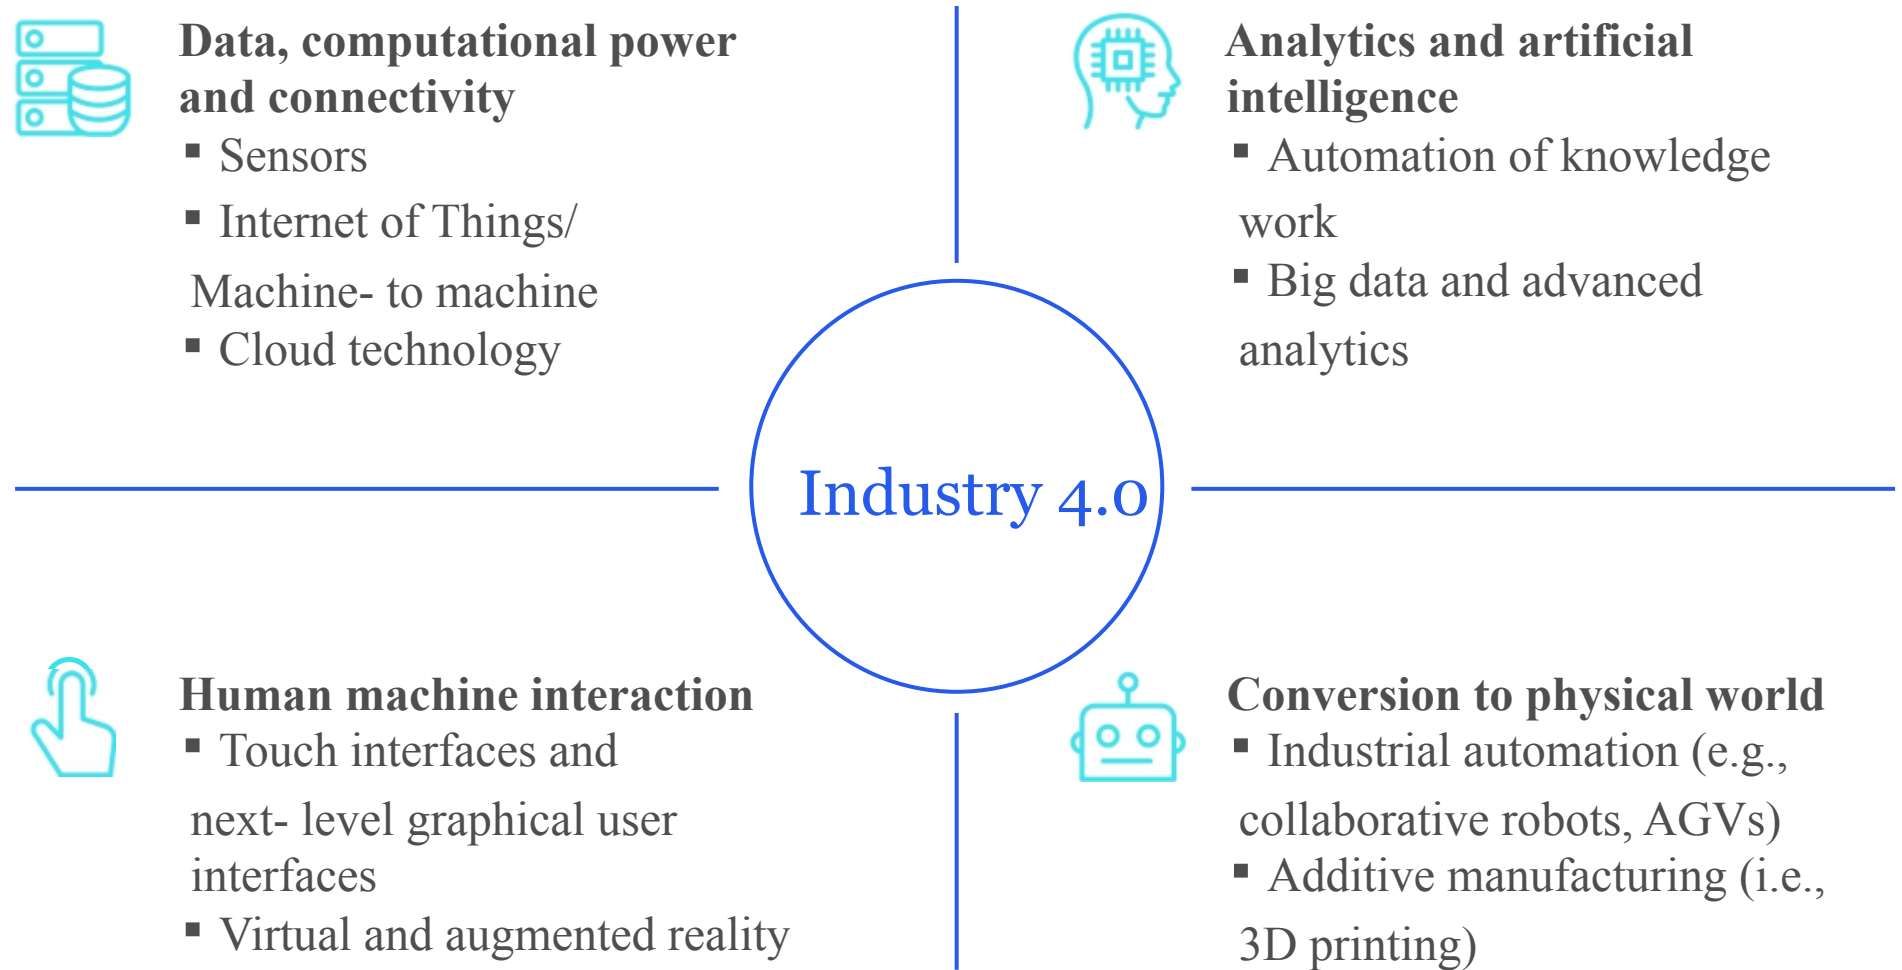 Data, computational power
and connectivity
▪ Sensors
▪ Internet of Things/
Machine- to machine
▪ Cloud technology
Analytics and artificial
intelligence
▪ Automation of knowledge
work
▪ Big data and advanced
analytics
Industry 4.0
Human machine interaction
▪ Touch interfaces and
next- level graphical user
interfaces
▪ Virtual and augmented reality
Conversion to physical world
▪ Industrial automation (e.g.,
collaborative robots, AGVs)
▪ Additive manufacturing (i.e.,
3D printing)